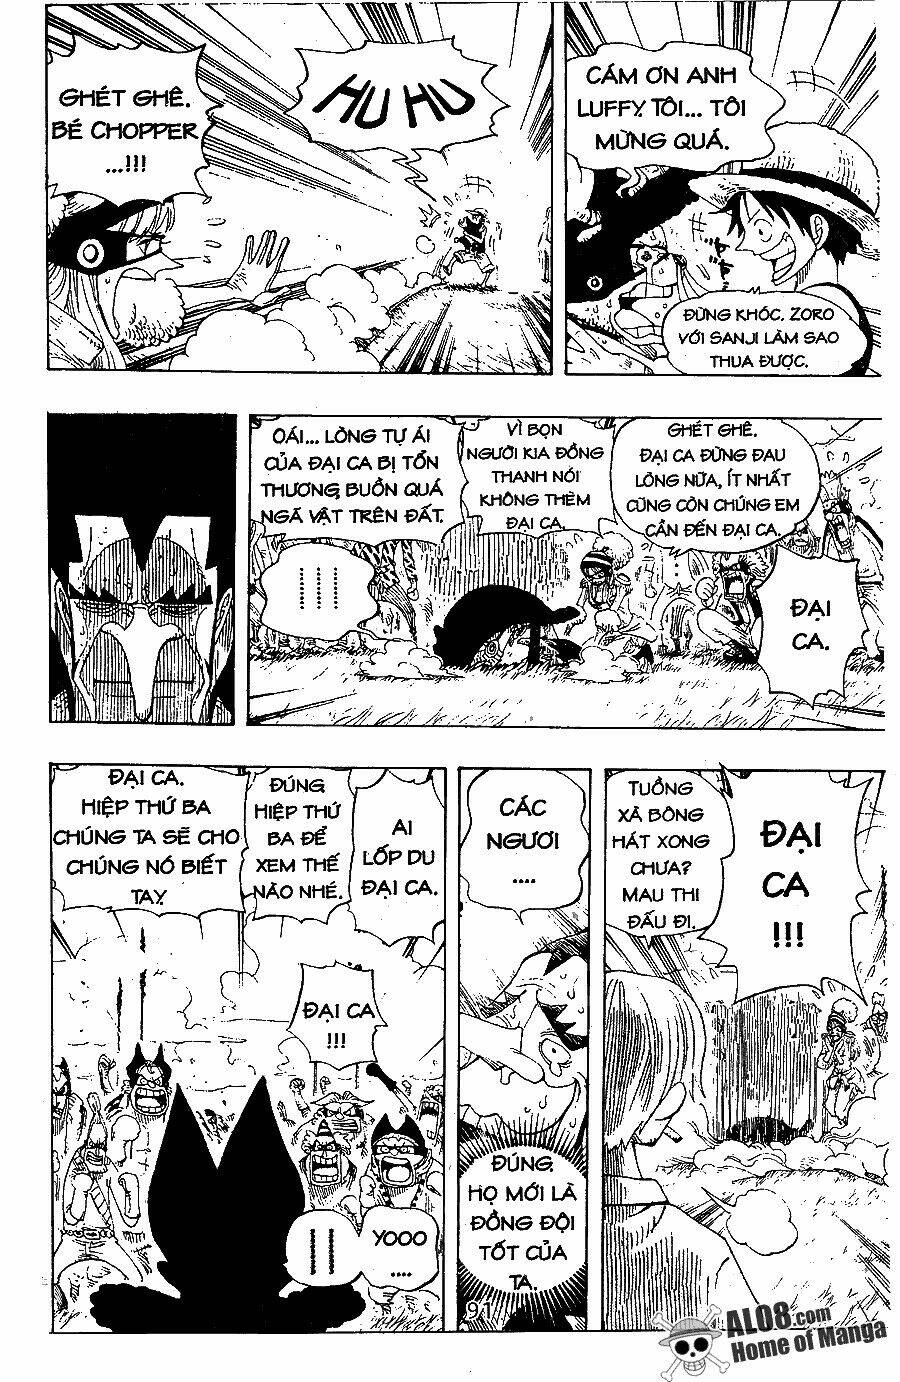 CÁM ƠN ANH
LUFFY. TÔI... TÔI
MỪNG QUÁ.
ĐỪNG KHÓC. ZORO
VỚI SANJI LÀM SAO
THUA ĐƯỢC.
HU HU
GHÉT GHÊ.
BÉ CHOPPER
...!!!
GHÉT GHÊ.
ĐẠI CA ĐỪNG ĐAU
LÒNG NỮA, ÍT NHẤT
CŨNG CÒN CHÚNG EM
CẦN ĐẾN ĐẠI CA.
ĐẠI
CA.
VÌ BỌN
NGƯỜI KIA ĐỒNG
THANH NÓI
KHÔNG THÈM
ĐẠI CA.
OÁI... LÒNG TỰ ÁI
CỦA ĐẠI CA BỊ TỔN
THƯƠNG, BUỒN QUÁ
NGÃ VẬT TRÊN ĐẤT.
ĐẠI
CA
!!!
TUỒNG
XÀ BÔNG
HÁT XONG
CHƯA?
MAU THI
ĐẤU ĐI.
CÁC
NGƯƠI
....
ĐÚNG.
HỌ MỚI LÀ
ĐỒNG ĐỘI
TỐT CỦA
TA.
AI
LỐP DU
ĐẠI CA.
ĐÚNG,
HIỆP THỨ
BA ĐỂ
XEM THẾ
NÀO NHÉ.
ĐẠI CA.
HIỆP THỨ BA
CHÚNG TA SẼ CHO
CHÚNG NÓ BIẾT
TAY.
ĐẠI CA
!!!
YOOO
....
91
ALO8.com
Home of Manga